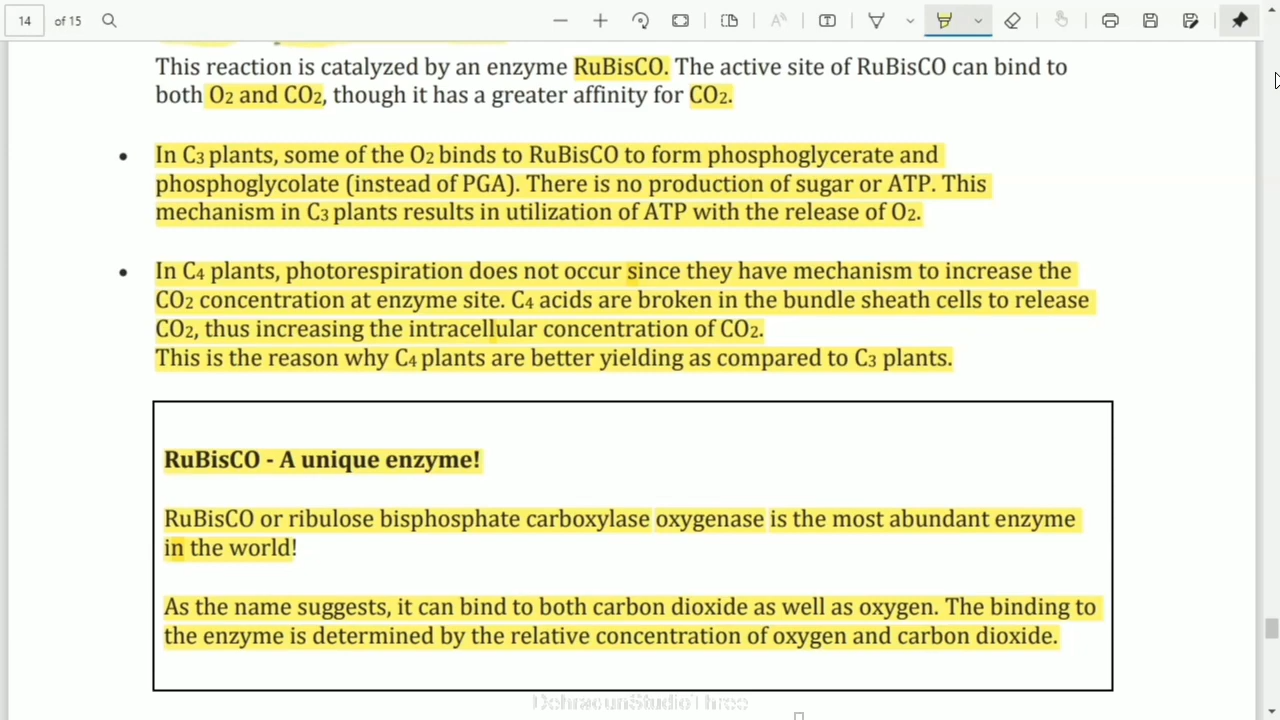 14 of 15
This reaction is catalyzed by an enzyme RuBisCO. The active site of RuBisCO can bind to
both O₂ and CO₂, though it has a greater affinity for CO₂.
• In C₃ plants, some of the O₂ binds to RuBisCO to form phosphoglycerate and
phosphoglycolate (instead of PGA). There is no production of sugar or ATP. This
mechanism in C₃ plants results in utilization of ATP with the release of O₂.
• In C₄ plants, photorespiration does not occur since they have mechanism to increase the
CO₂ concentration at enzyme site. C₄ acids are broken in the bundle sheath cells to release
CO₂, thus increasing the intracellular concentration of CO₂.
This is the reason why C₄ plants are better yielding as compared to C₃ plants.
RuBisCO - A unique enzyme!
RuBisCO or ribulose bisphosphate carboxylase oxygenase is the most abundant enzyme
in the world!
As the name suggests, it can bind to both carbon dioxide as well as oxygen. The binding to
the enzyme is determined by the relative concentration of oxygen and carbon dioxide.
DehradunStudioThree